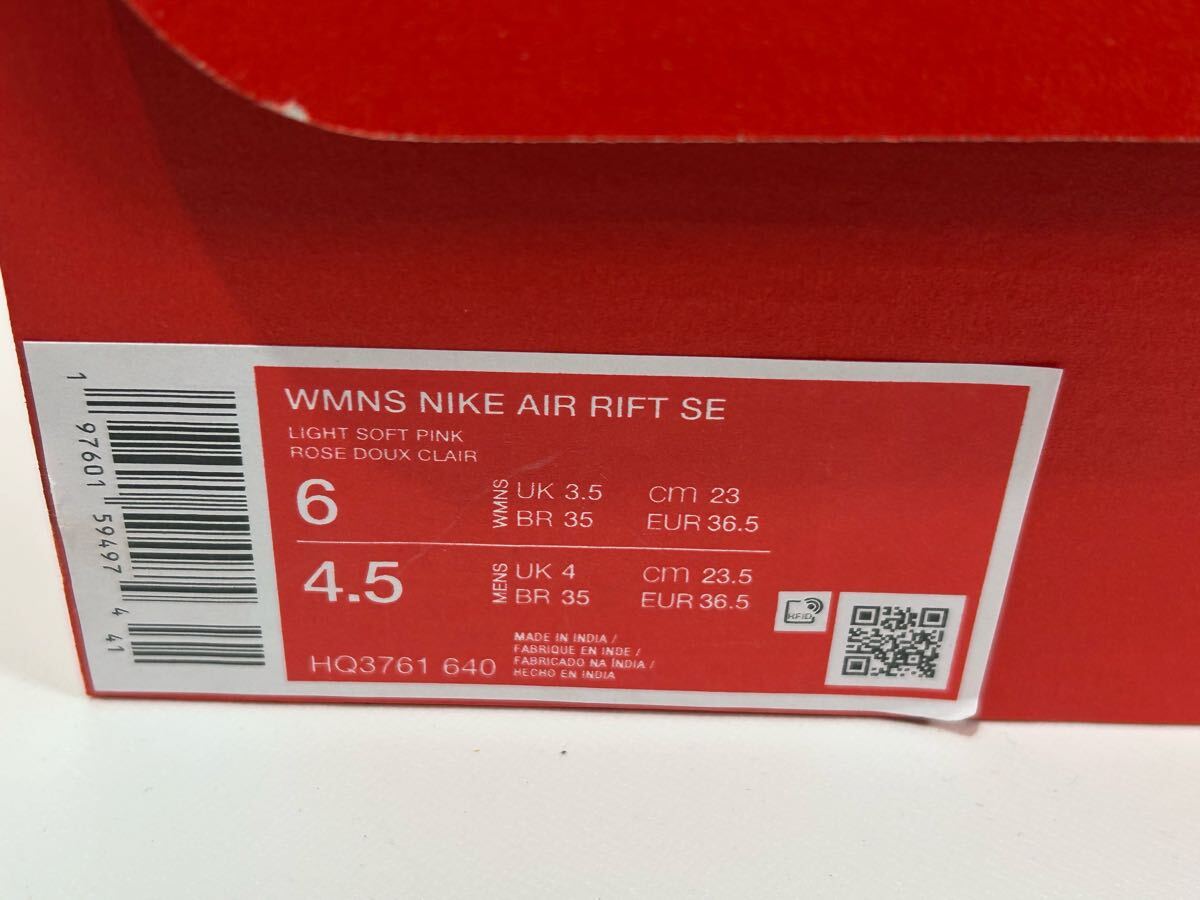 WMNS NIKE AIR RIFT SE
LIGHT SOFT PINK
ROSE DOUX CLAIR
6 WMNS UK 3.5 cm 23
BR 35 EUR 36.5
4.5 MENS UK 4 cm 23.5
BR 35 EUR 36.5
HQ3761 640
MADE IN INDIA /
FABRIQUE EN INDE /
FABRICADO NA ÍNDIA /
HECHO EN INDIA
RFID
1 97601 59497 4 41